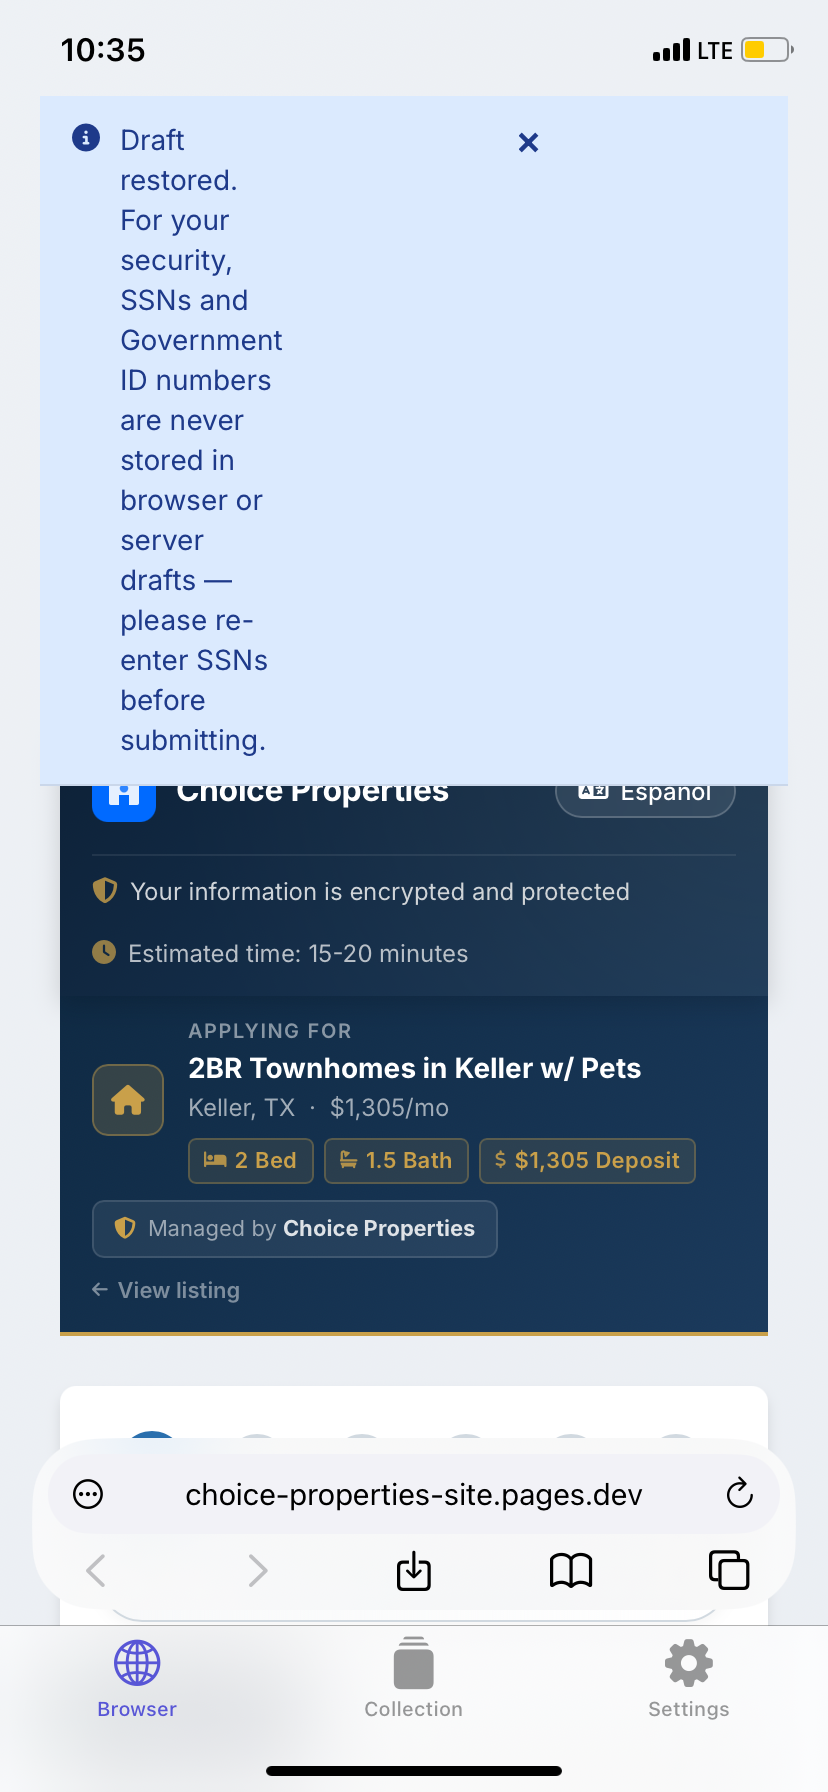 10:35
LTE
Draft
restored.
For your
security,
SSNs and
Government
ID numbers
are never
stored in
browser or
server
drafts —
please re-
enter SSNs
before
submitting.
Choice Properties
Español
Your information is encrypted and protected
Estimated time: 15-20 minutes
APPLYING FOR
2BR Townhomes in Keller w/ Pets
Keller, TX · $1,305/mo
2 Bed
1.5 Bath
$ $1,305 Deposit
Managed by Choice Properties
← View listing
choice-properties-site.pages.dev
Browser
Collection
Settings